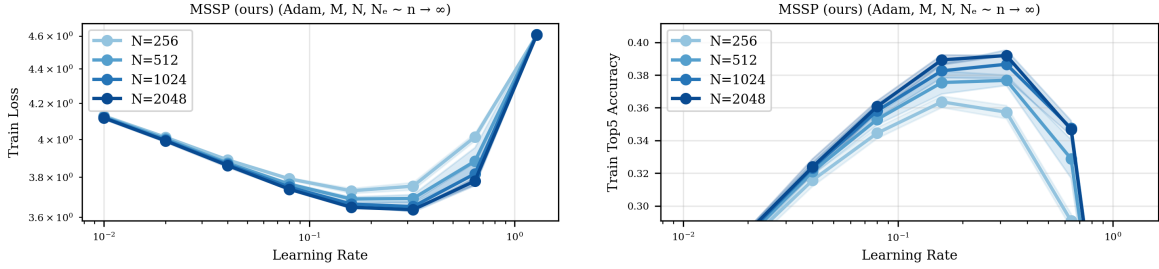 MSSP (ours) (Adam, M, N, Nₑ ~ n → ∞)
4.6 × 10⁰
4.4 × 10⁰
4.2 × 10⁰
4 × 10⁰
3.8 × 10⁰
3.6 × 10⁰
Train Loss
N=256
N=512
N=1024
N=2048
10⁻²
10⁻¹
10⁰
Learning Rate
MSSP (ours) (Adam, M, N, Nₑ ~ n → ∞)
0.40
0.38
0.36
0.34
0.32
0.30
Train Top5 Accuracy
N=256
N=512
N=1024
N=2048
10⁻²
10⁻¹
10⁰
Learning Rate